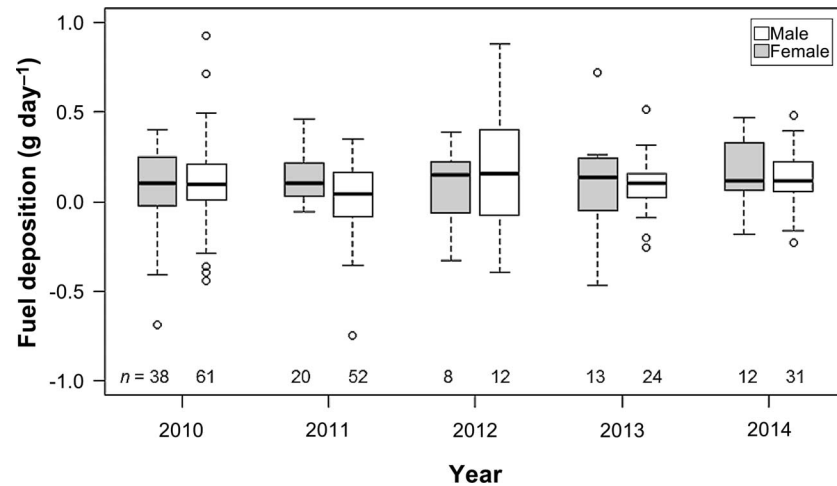 Fuel deposition (g day⁻¹)
1.0
0.5
0.0
-0.5
-1.0
Male
Female
n = 38 61 20 52 8 12 13 24 12 31
2010 2011 2012 2013 2014
Year